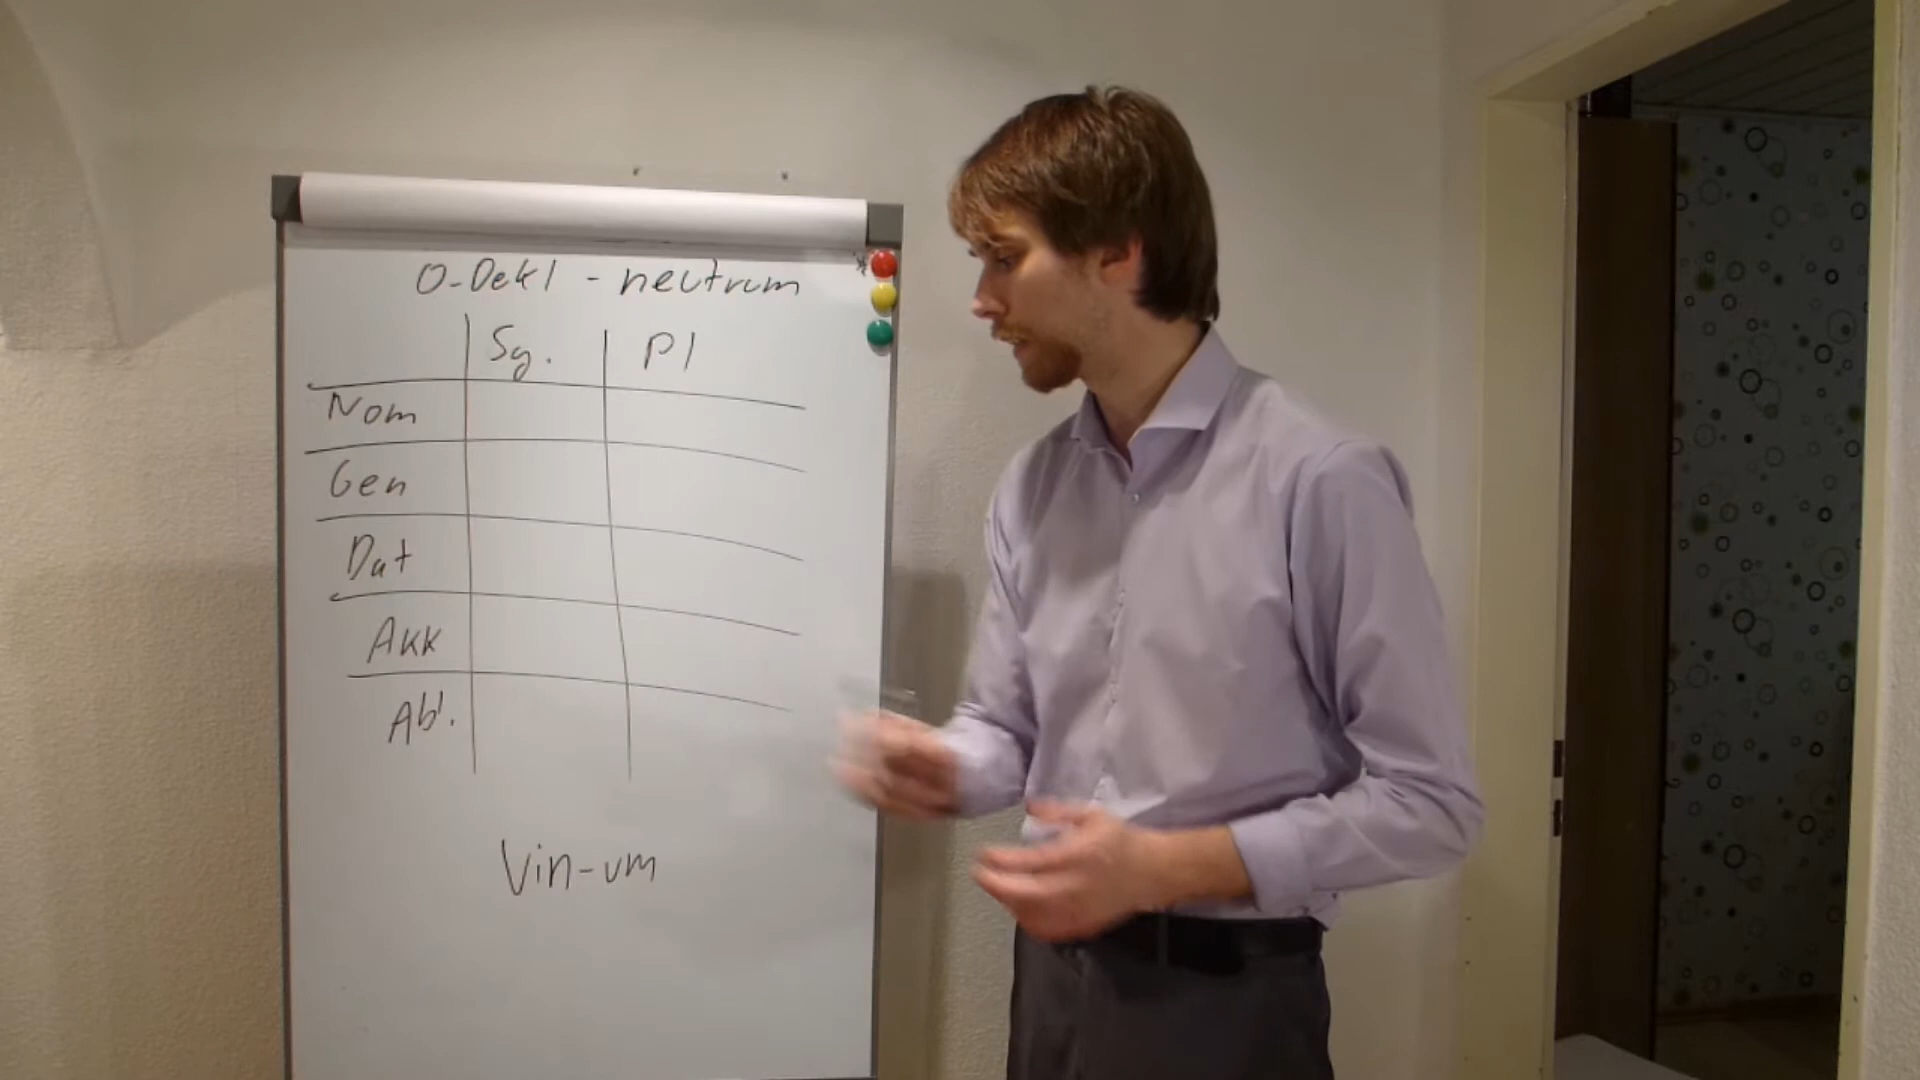 O-Dekl - neutrum
Sg. Pl
Nom
Gen
Dat
Akk
Abl.
Vin-um